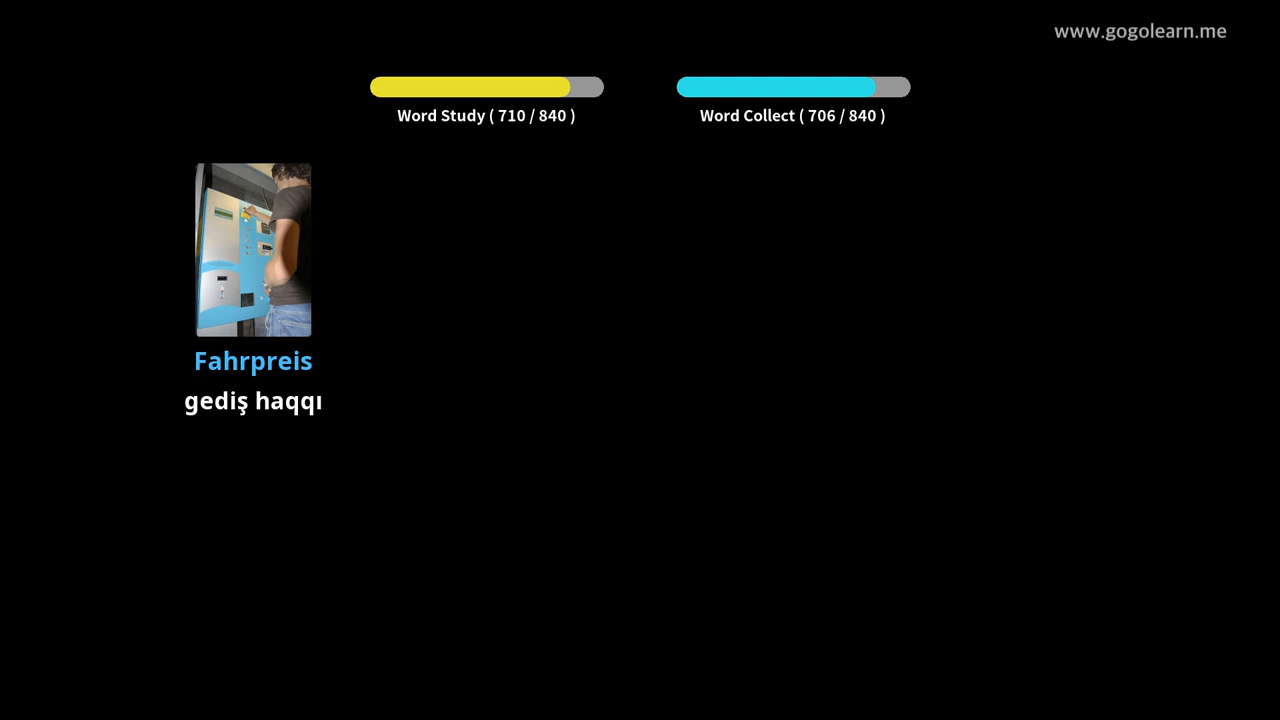 www.gogolearn.me
Word Study ( 710 / 840 )
Word Collect ( 706 / 840 )
Fahrpreis
gediş haqqı